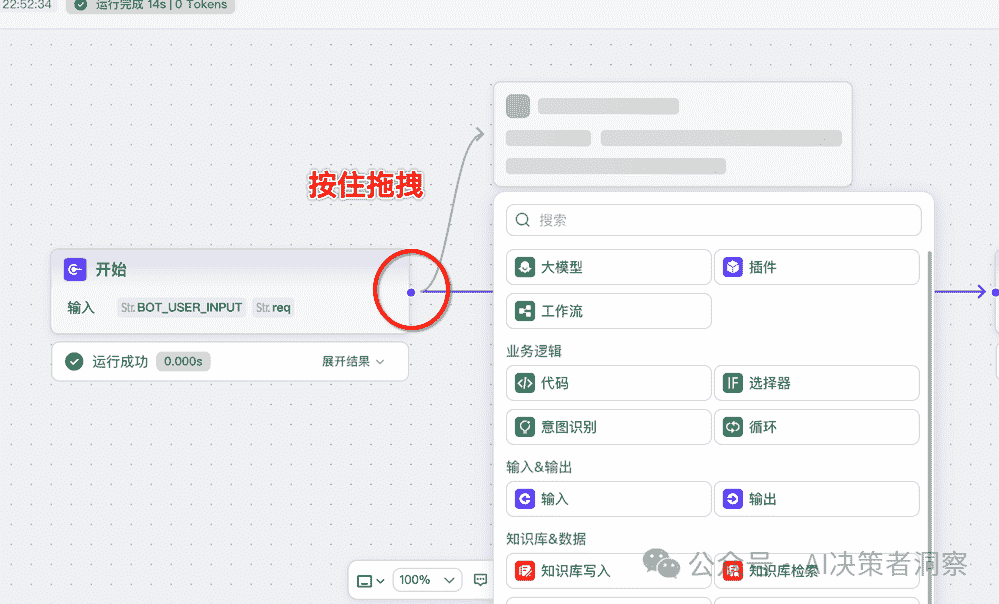 22:52:34 运行完成 14s | 0 Tokens
按住拖拽
搜索
开始
大模型 插件
输入 Str. BOT_USER_INPUT Str. req
工作流
业务逻辑
运行成功 0.000s 展开结果
代码 选择器
意图识别 循环
输入&输出
输入 输出
知识库&数据
知识库写入 知识库检索
公众号 · AI决策者洞察
100%